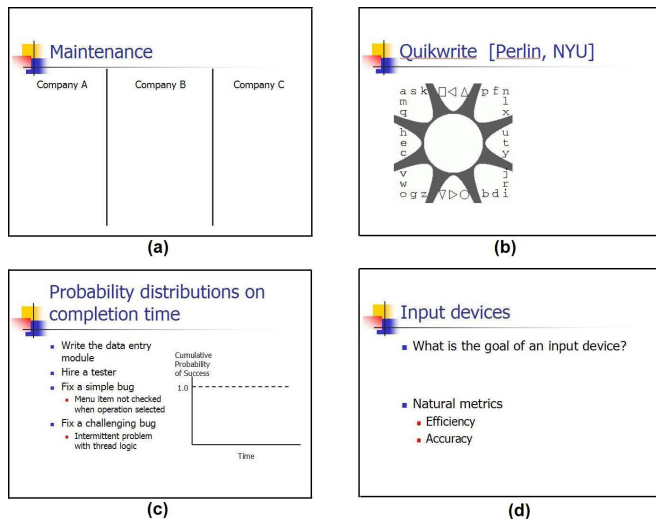 Maintenance
Company A
Company B
Company C
(a)
Quikwrite [Perlin, NYU]
a s k
p f n
m
l
q
x
h
u
e
t
c
y
v
j
w
r
o g z
b d i
(b)
Probability distributions on
completion time
Write the data entry
module
Hire a tester
Fix a simple bug
Menu item not checked
when operation selected
Fix a challenging bug
Intermittent problem
with thread logic
Cumulative
Probability
of Success
1.0
Time
(c)
Input devices
What is the goal of an input device?
Natural metrics
Efficiency
Accuracy
(d)